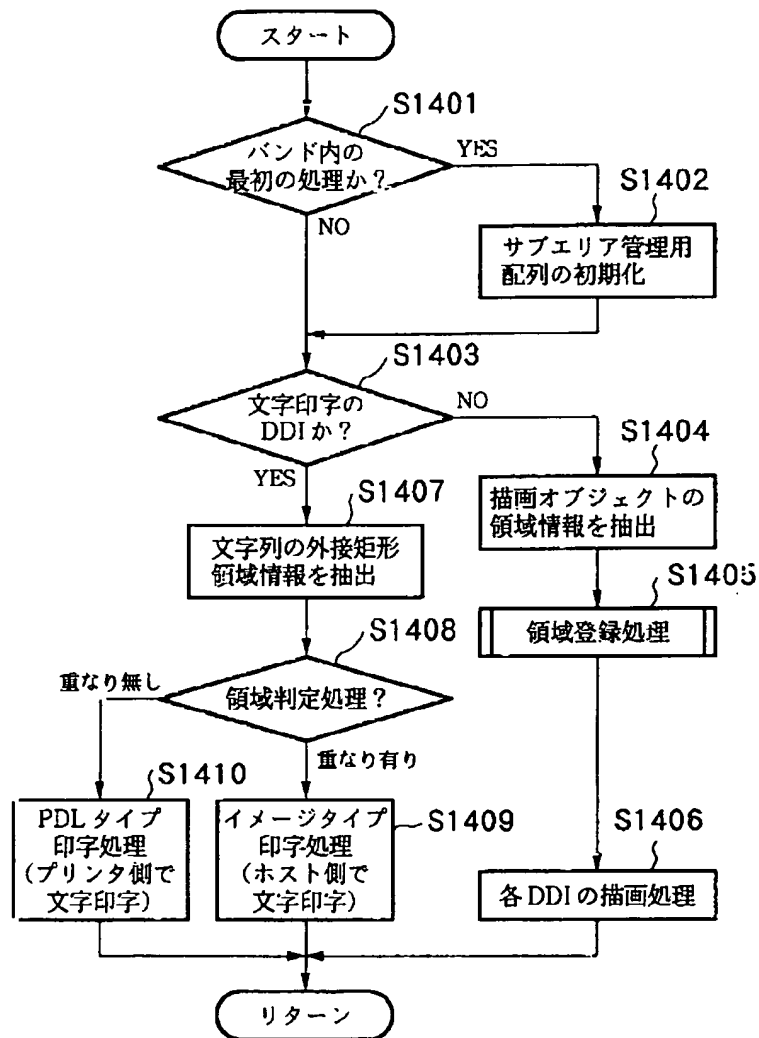 スタート
S1401
バンド内の
最初の処理か?
YES
NO
S1402
サブエリア管理用
配列の初期化
S1403
文字印字の
DDIか?
NO
YES
S1404
描画オブジェクトの
領域情報を抽出
S1407
文字列の外接矩形
領域情報を抽出
S1405
領域登録処理
S1408
領域判定処理?
重なり無し
重なり有り
S1410
PDLタイプ
印字処理
(プリンタ側で
文字印字)
S1409
イメージタイプ
印字処理
(ホスト側で
文字印字)
S1406
各DDIの描画処理
リターン